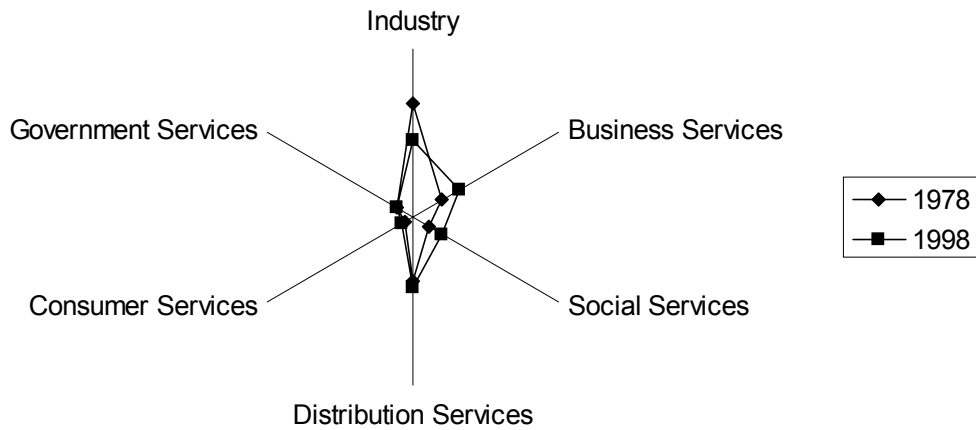 Industry
Government Services
Business Services
1978
1998
Consumer Services
Social Services
Distribution Services